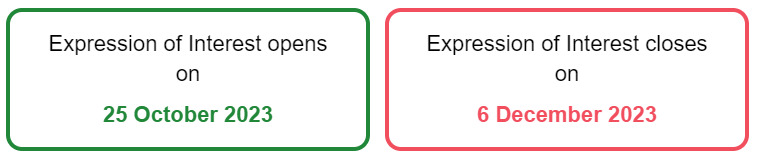 Expression of Interest opens
on
25 October 2023
Expression of Interest closes
on
6 December 2023